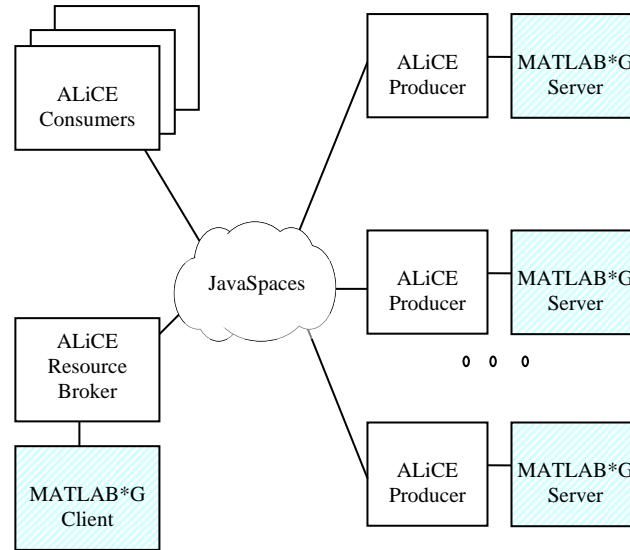 ALiCE
Consumers
ALiCE
Producer
MATLAB*G
Server
JavaSpaces
ALiCE
Producer
MATLAB*G
Server
ALiCE
Resource
Broker
MATLAB*G
Client
ALiCE
Producer
MATLAB*G
Server